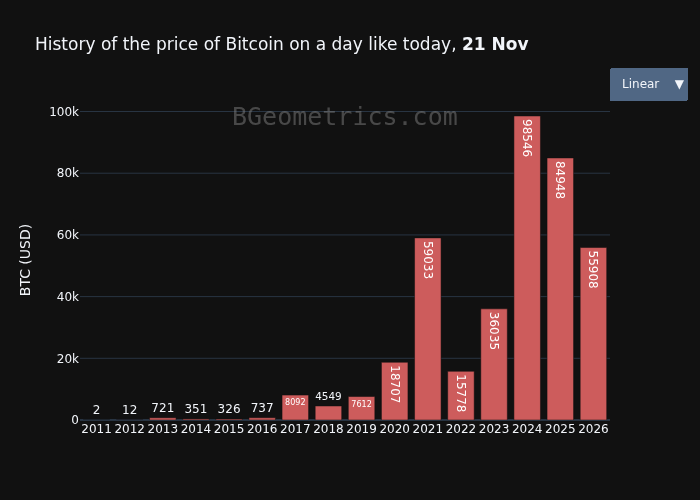 History of the price of Bitcoin on a day like today, 21 Nov
Linear ▼
BGeometrics.com
BTC (USD)
100k
80k
60k
40k
20k
0
2
12
721
351
326
737
8092
4549
7612
18707
59033
15778
36035
98546
84948
55908
2011 2012 2013 2014 2015 2016 2017 2018 2019 2020 2021 2022 2023 2024 2025 2026